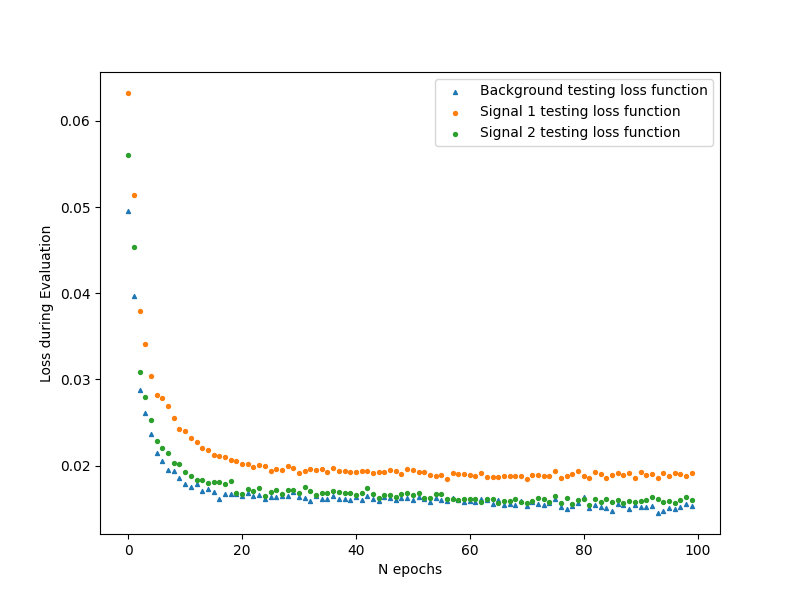 Background testing loss function
Signal 1 testing loss function
Signal 2 testing loss function
0.06
0.05
0.04
0.03
0.02
Loss during Evaluation
0 20 40 60 80 100
N epochs